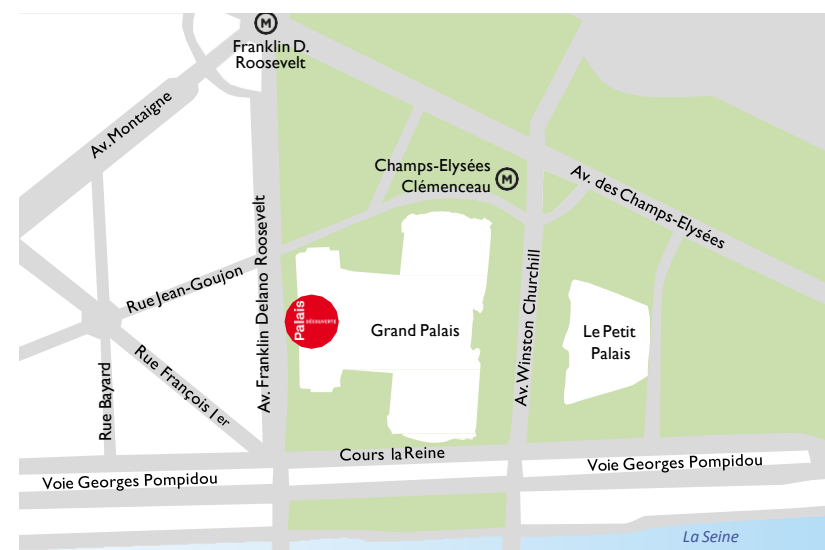 M
Franklin D.
Roosevelt
Av. Montaigne
Champs-Elysées
Clémenceau
M
Av. des Champs-Elysées
Rue Jean-Goujon
Av. Franklin Delano Roosevelt
Palais
DÉCOUVERTE
Grand Palais
Av. Winston Churchill
Le Petit
Palais
Rue Bayard
Rue François 1er
Cours la Reine
Voie Georges Pompidou
Voie Georges Pompidou
La Seine